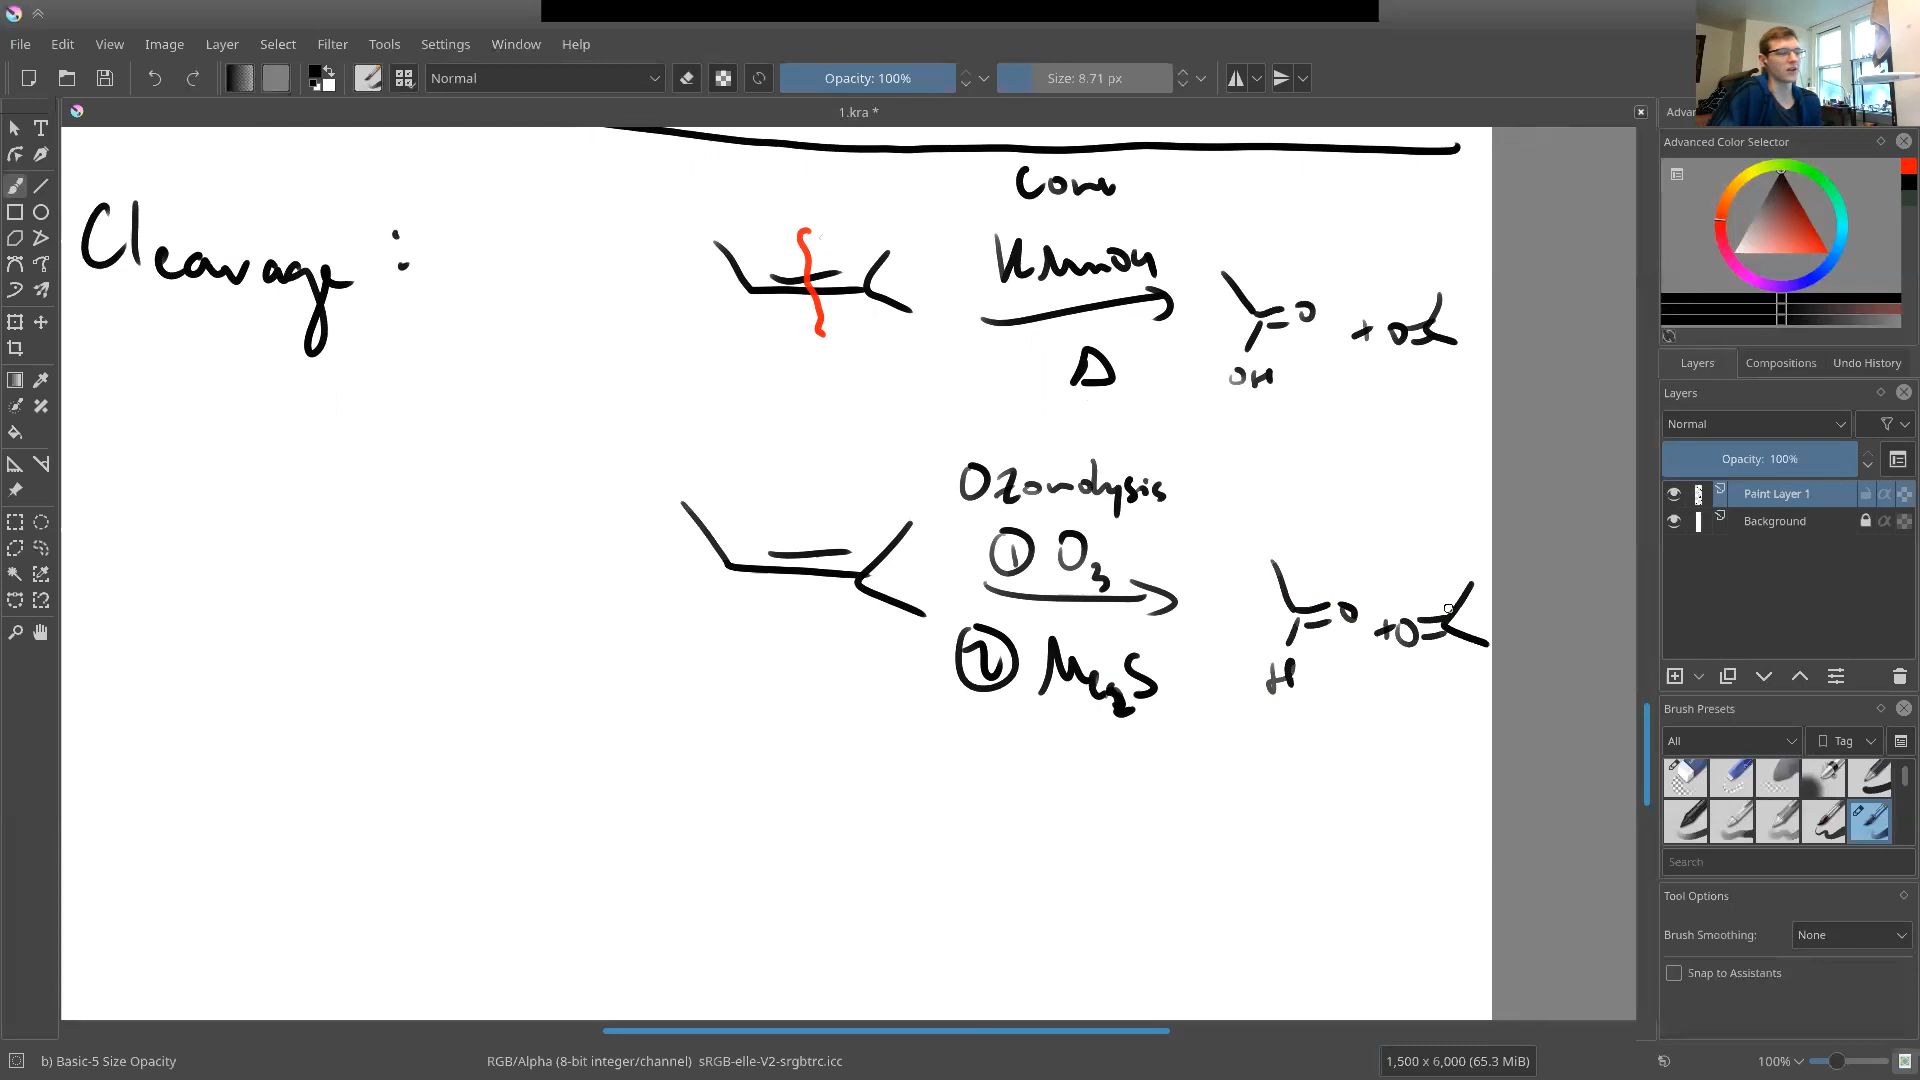 File Edit View Image Layer Select Filter Tools Settings Window Help
Normal Opacity: 100% Size: 8.71 px
1.kra *
Cleavage :
Conc
KMnO4
Δ
O
OH
+ O
Ozonolysis
① O3
② Me2S
O
H
+ O
Advanced Color Selector
Layers Compositions Undo History
Layers
Normal
Opacity: 100%
Paint Layer 1
Background
Brush Presets
All Tag
Search
Tool Options
Brush Smoothing: None
Snap to Assistants
b) Basic-5 Size Opacity RGB/Alpha (8-bit integer/channel) sRGB-elle-V2-srgbtrc.icc 1,500 x 6,000 (65.3 MiB) 100%